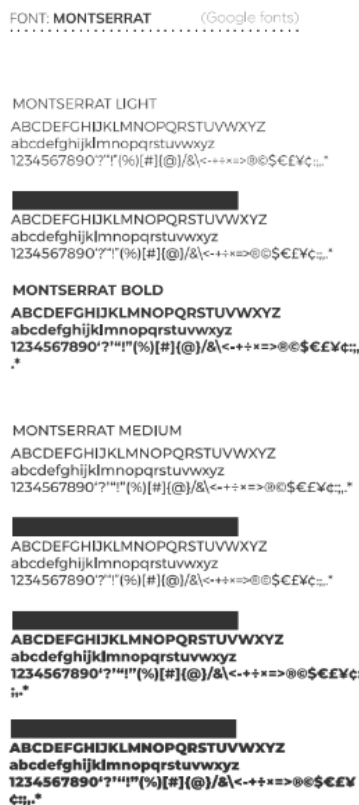 FONT: MONTSERRAT (Google fonts)
MONTSERRAT LIGHT
ABCDEFGHIJKLMNOPQRSTUVWXYZ
abcdefghijklmnopqrstuvwxyz
1234567890‘?’“!”(%)[#]{@}/&\<-+÷×=>®©$€£¥¢:;,.*
ABCDEFGHIJKLMNOPQRSTUVWXYZ
abcdefghijklmnopqrstuvwxyz
1234567890‘?’“!”(%)[#]{@}/&\<-+÷×=>®©$€£¥¢:;,.*
MONTSERRAT BOLD
ABCDEFGHIJKLMNOPQRSTUVWXYZ
abcdefghijklmnopqrstuvwxyz
1234567890‘?’“!”(%)[#]{@}/&\<-+÷×=>®©$€£¥¢:;,
.*
MONTSERRAT MEDIUM
ABCDEFGHIJKLMNOPQRSTUVWXYZ
abcdefghijklmnopqrstuvwxyz
1234567890‘?’“!”(%)[#]{@}/&\<-+÷×=>®©$€£¥¢:;,.*
ABCDEFGHIJKLMNOPQRSTUVWXYZ
abcdefghijklmnopqrstuvwxyz
1234567890‘?’“!”(%)[#]{@}/&\<-+÷×=>®©$€£¥¢:;,.*
ABCDEFGHIJKLMNOPQRSTUVWXYZ
abcdefghijklmnopqrstuvwxyz
1234567890‘?’“!”(%)[#]{@}/&\<-+÷×=>®©$€£¥¢:
;,.*
ABCDEFGHIJKLMNOPQRSTUVWXYZ
abcdefghijklmnopqrstuvwxyz
1234567890‘?’“!”(%)[#]{@}/&\<-+÷×=>®©$€£¥
¢:;,.*